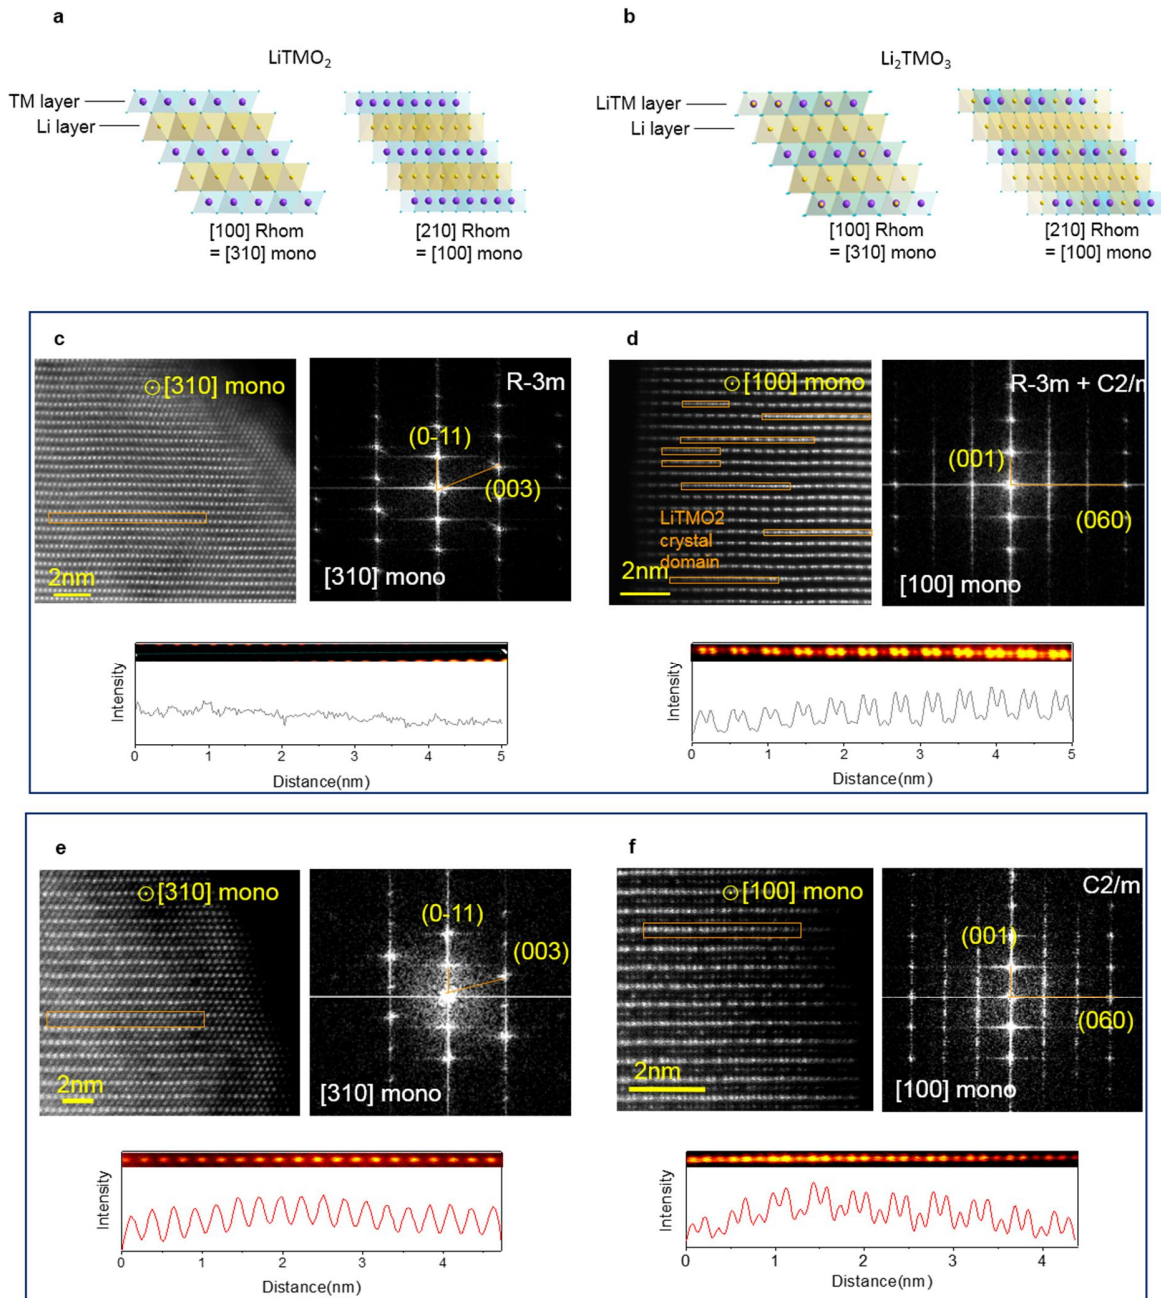 a
LiTMO2
TM layer
Li layer
[100] Rhom
= [310] mono
[210] Rhom
= [100] mono
b
Li2TMO3
LiTM layer
Li layer
[100] Rhom
= [310] mono
[210] Rhom
= [100] mono
c
[310] mono
2nm
R-3m
(0-11)
(003)
[310] mono
Intensity
0 1 2 3 4 5
Distance(nm)
d
[100] mono
LiTMO2
crystal
domain
2nm
R-3m + C2/m
(001)
(060)
[100] mono
Intensity
0 1 2 3 4 5
Distance(nm)
e
[310] mono
2nm
(0-11)
(003)
[310] mono
Intensity
0 1 2 3 4
Distance(nm)
f
[100] mono
2nm
C2/m
(001)
(060)
[100] mono
Intensity
0 1 2 3 4
Distance(nm)